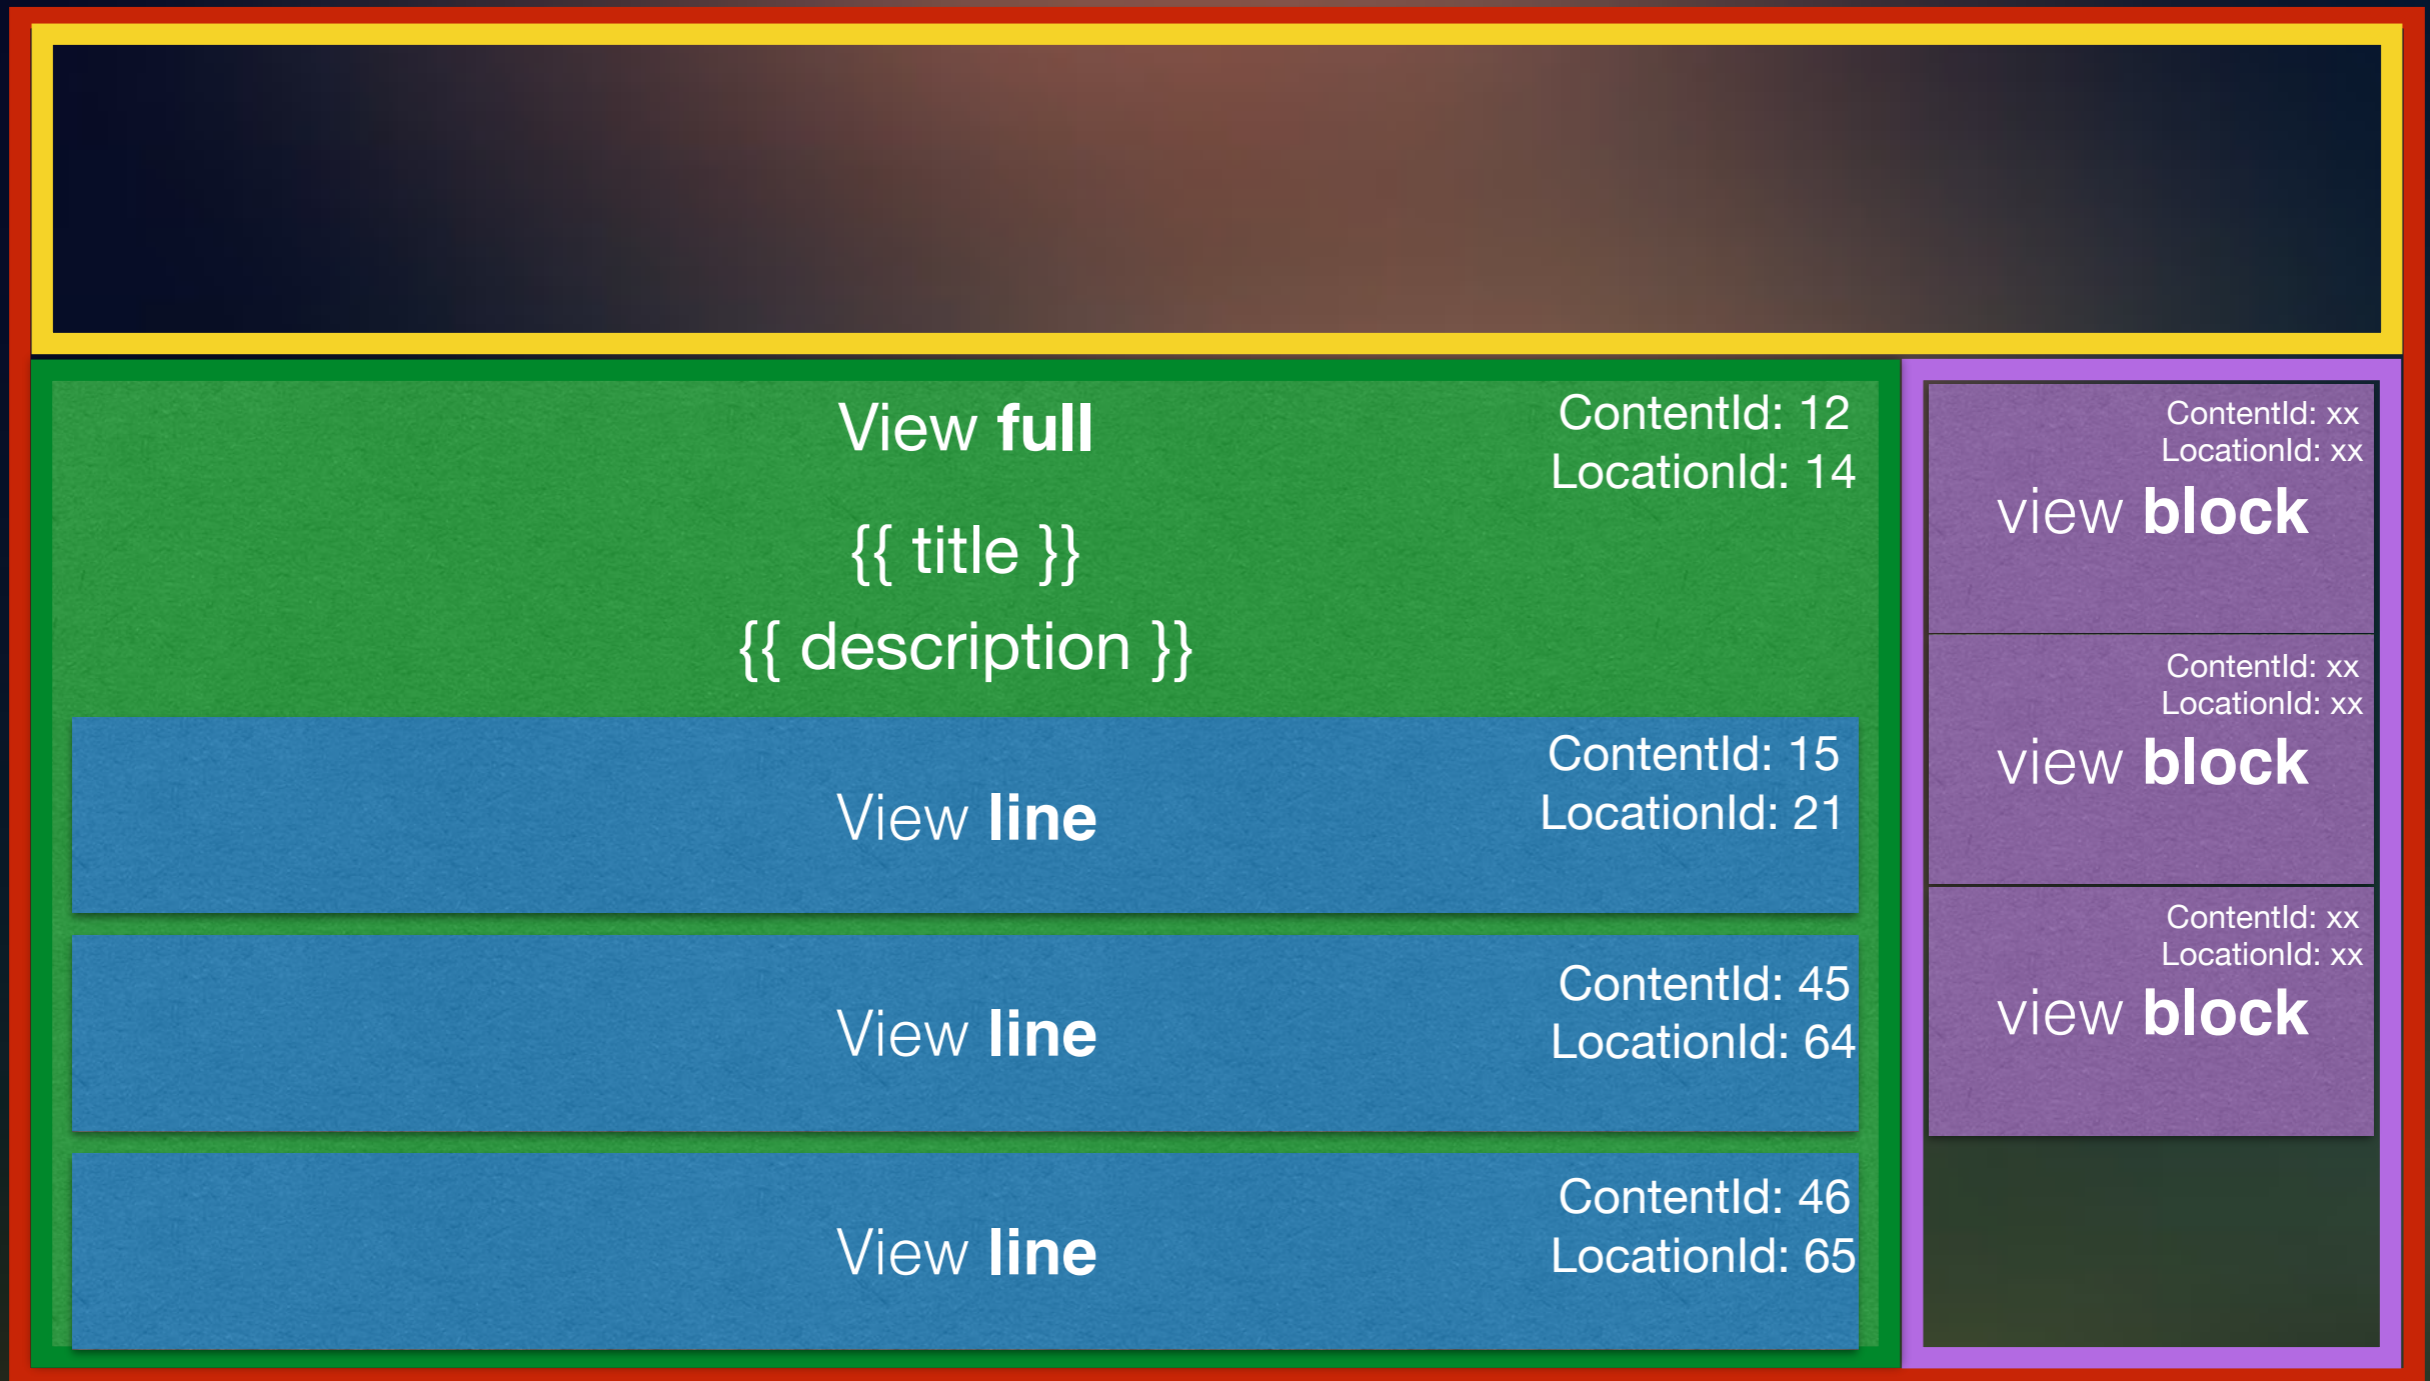 View full
ContentId: 12
LocationId: 14
{{ title }}
{{ description }}
View line
ContentId: 15
LocationId: 21
View line
ContentId: 45
LocationId: 64
View line
ContentId: 46
LocationId: 65
ContentId: xx
LocationId: xx
view block
ContentId: xx
LocationId: xx
view block
ContentId: xx
LocationId: xx
view block